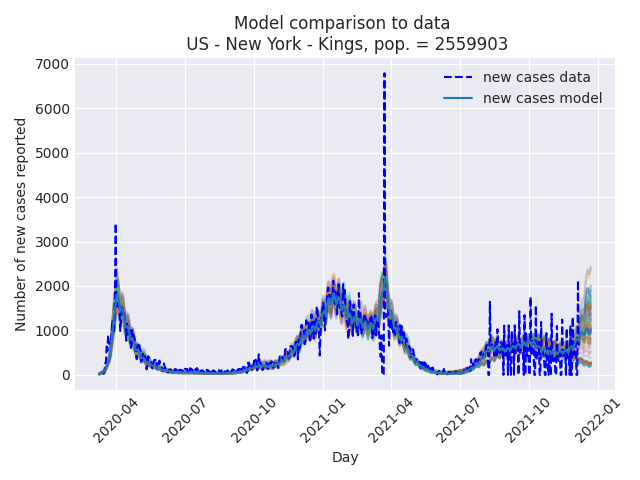 Model comparison to data
US - New York - Kings, pop. = 2559903
7000
6000
5000
4000
3000
2000
1000
0
Number of new cases reported
new cases data
new cases model
2020-04
2020-07
2020-10
2021-01
2021-04
2021-07
2021-10
2022-01
Day